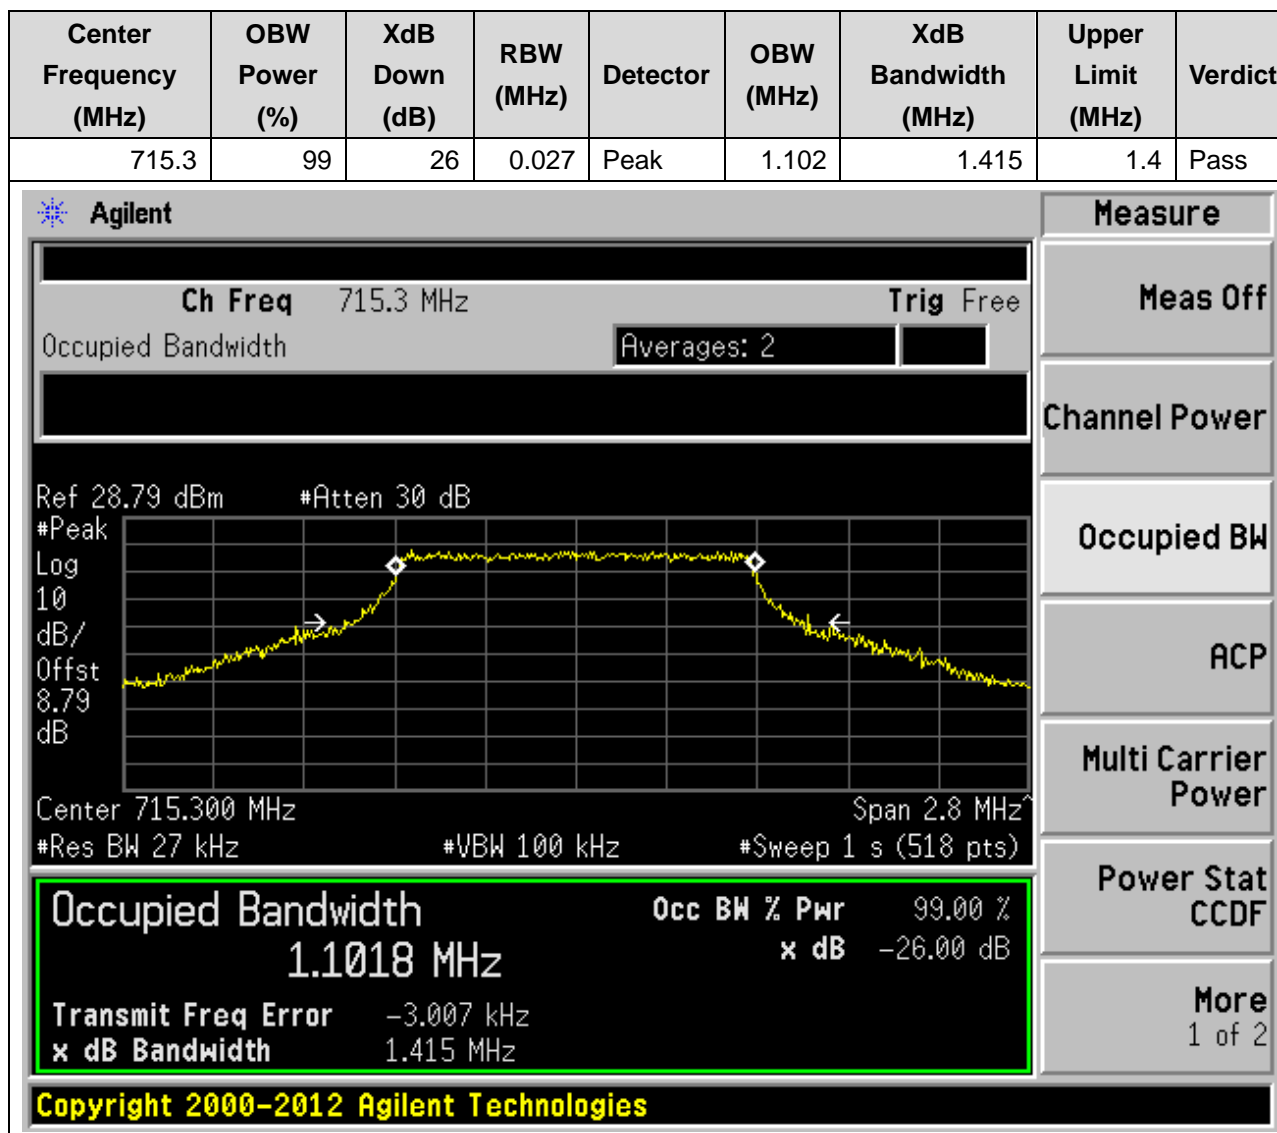 Center Frequency (MHz) OBW Power (%) XdB Down (dB) RBW (MHz) Detector OBW (MHz) XdB Bandwidth (MHz) Upper Limit (MHz) Verdict
715.3 99 26 0.027 Peak 1.102 1.415 1.4 Pass
Agilent
Measure
Ch Freq 715.3 MHz Trig Free
Meas Off
Occupied Bandwidth Averages: 2
Channel Power
Ref 28.79 dBm #Atten 30 dB
#Peak
Log
10
dB/
Offst
8.79
dB
Occupied BW
ACP
Multi Carrier
Power
Center 715.300 MHz Span 2.8 MHz^
#Res BW 27 kHz #VBW 100 kHz #Sweep 1 s (518 pts)
Power Stat
CCDF
Occupied Bandwidth Occ BW % Pwr 99.00 %
1.1018 MHz x dB -26.00 dB
Transmit Freq Error -3.007 kHz
x dB Bandwidth 1.415 MHz
More
1 of 2
Copyright 2000-2012 Agilent Technologies